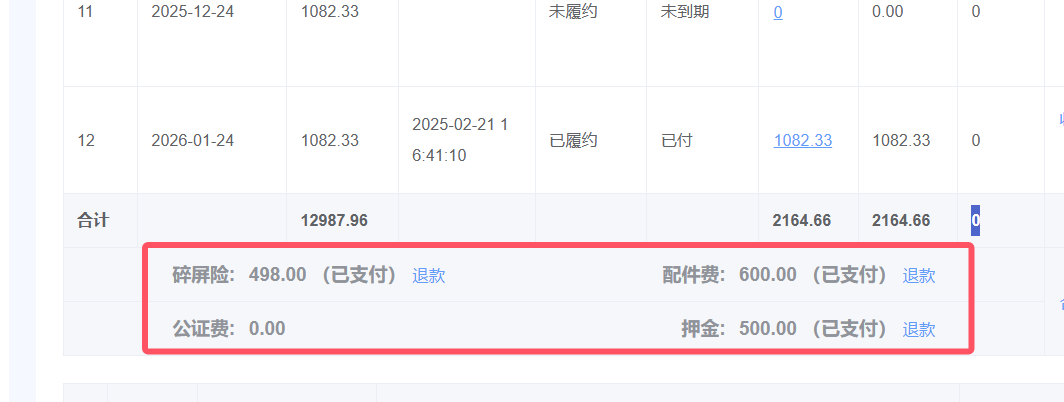 11 2025-12-24 1082.33 未履约 未到期 0 0.00 0
12 2026-01-24 1082.33 2025-02-21 1 已履约 已付 1082.33 1082.33 0
6:41:10
合计 12987.96 2164.66 2164.66 0
碎屏险: 498.00 (已支付) 退款 配件费: 600.00 (已支付) 退款
公证费: 0.00 押金: 500.00 (已支付) 退款